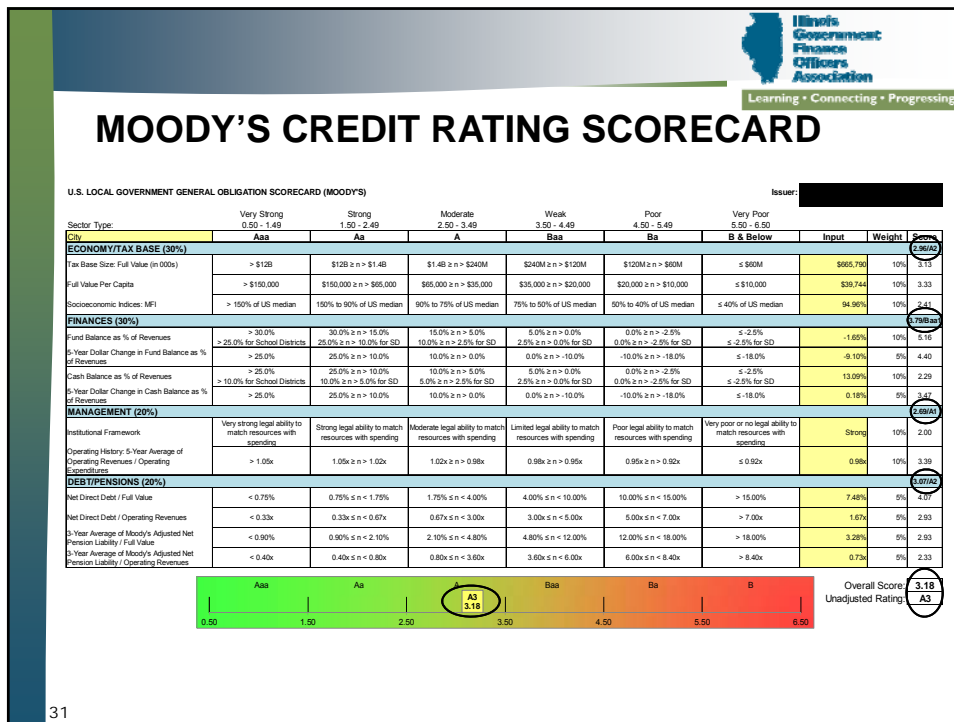 Illinois
Government
Finance
Officers
Association
Learning • Connecting • Progressing
MOODY'S CREDIT RATING SCORECARD
U.S. LOCAL GOVERNMENT GENERAL OBLIGATION SCORECARD (MOODY'S) Issuer:
Very Strong Strong Moderate Weak Poor Very Poor
Sector Type: 0.50 - 1.49 1.50 - 2.49 2.50 - 3.49 3.50 - 4.49 4.50 - 5.49 5.50 - 6.50
City Aaa Aa A Baa Ba B & Below Input Weight Score
ECONOMY/TAX BASE (30%) 2.96/A2
Tax Base Size: Full Value (in 000s) > $12B $12B ≥ n > $1.4B $1.4B ≥ n > $240M $240M ≥ n > $120M $120M ≥ n > $60M ≤ $60M $665,790 10% 3.13
Full Value Per Capita > $150,000 $150,000 ≥ n > $65,000 $65,000 ≥ n > $35,000 $35,000 ≥ n > $20,000 $20,000 ≥ n > $10,000 ≤ $10,000 $39,744 10% 3.33
Socioeconomic Indices: MFI > 150% of US median 150% to 90% of US median 90% to 75% of US median 75% to 50% of US median 50% to 40% of US median ≤ 40% of US median 94.96% 10% 2.41
FINANCES (30%) 3.79/Baa1
Fund Balance as % of Revenues > 30.0% 30.0% ≥ n > 15.0% 15.0% ≥ n > 5.0% 5.0% ≥ n > 0.0% 0.0% ≥ n > -2.5% ≤ -2.5% -1.65% 10% 5.16
> 25.0% for School Districts 25.0% ≥ n > 10.0% for SD 10.0% ≥ n > 2.5% for SD 2.5% ≥ n > 0.0% for SD 0.0% ≥ n > -2.5% for SD ≤ -2.5% for SD
5-Year Dollar Change in Fund Balance as %
of Revenues > 25.0% 25.0% ≥ n > 10.0% 10.0% ≥ n > 0.0% 0.0% ≥ n > -10.0% -10.0% ≥ n > -18.0% ≤ -18.0% -9.10% 5% 4.40
Cash Balance as % of Revenues > 25.0% 25.0% ≥ n > 10.0% 10.0% ≥ n > 5.0% 5.0% ≥ n > 0.0% 0.0% ≥ n > -2.5% ≤ -2.5% 13.09% 10% 2.29
> 10.0% for School Districts 10.0% ≥ n > 5.0% for SD 5.0% ≥ n > 2.5% for SD 2.5% ≥ n > 0.0% for SD 0.0% ≥ n > -2.5% for SD ≤ -2.5% for SD
5-Year Dollar Change in Cash Balance as %
of Revenues > 25.0% 25.0% ≥ n > 10.0% 10.0% ≥ n > 0.0% 0.0% ≥ n > -10.0% -10.0% ≥ n > -18.0% ≤ -18.0% 0.18% 5% 3.47
MANAGEMENT (20%) 2.69/A1
Very strong legal ability to Very poor or no legal ability to
Institutional Framework match resources with Strong legal ability to match Moderate legal ability to match Limited legal ability to match Poor legal ability to match match resources with Strong 10% 2.00
spending resources with spending resources with spending resources with spending resources with spending spending
Operating History: 5-Year Average of
Operating Revenues / Operating > 1.05x 1.05x ≥ n > 1.02x 1.02x ≥ n > 0.98x 0.98x ≥ n > 0.95x 0.95x ≥ n > 0.92x ≤ 0.92x 0.98x 10% 3.39
Expenditures
DEBT/PENSIONS (20%) 3.07/A2
Net Direct Debt / Full Value < 0.75% 0.75% ≤ n < 1.75% 1.75% ≤ n < 4.00% 4.00% ≤ n < 10.00% 10.00% ≤ n < 15.00% > 15.00% 7.48% 5% 4.07
Net Direct Debt / Operating Revenues < 0.33x 0.33x ≤ n < 0.67x 0.67x ≤ n < 3.00x 3.00x ≤ n < 5.00x 5.00x ≤ n < 7.00x > 7.00x 1.67x 5% 2.93
3-Year Average of Moody's Adjusted Net
Pension Liability / Full Value < 0.90% 0.90% ≤ n < 2.10% 2.10% ≤ n < 4.80% 4.80% ≤ n < 12.00% 12.00% ≤ n < 18.00% > 18.00% 3.28% 5% 2.93
3-Year Average of Moody's Adjusted Net
Pension Liability / Operating Revenues < 0.40x 0.40x ≤ n < 0.80x 0.80x ≤ n < 3.60x 3.60x ≤ n < 6.00x 6.00x ≤ n < 8.40x > 8.40x 0.73x 5% 2.33
Aaa Aa A Baa Ba B
A3
3.18
0.50 1.50 2.50 3.50 4.50 5.50 6.50
Overall Score: 3.18
Unadjusted Rating: A3
31